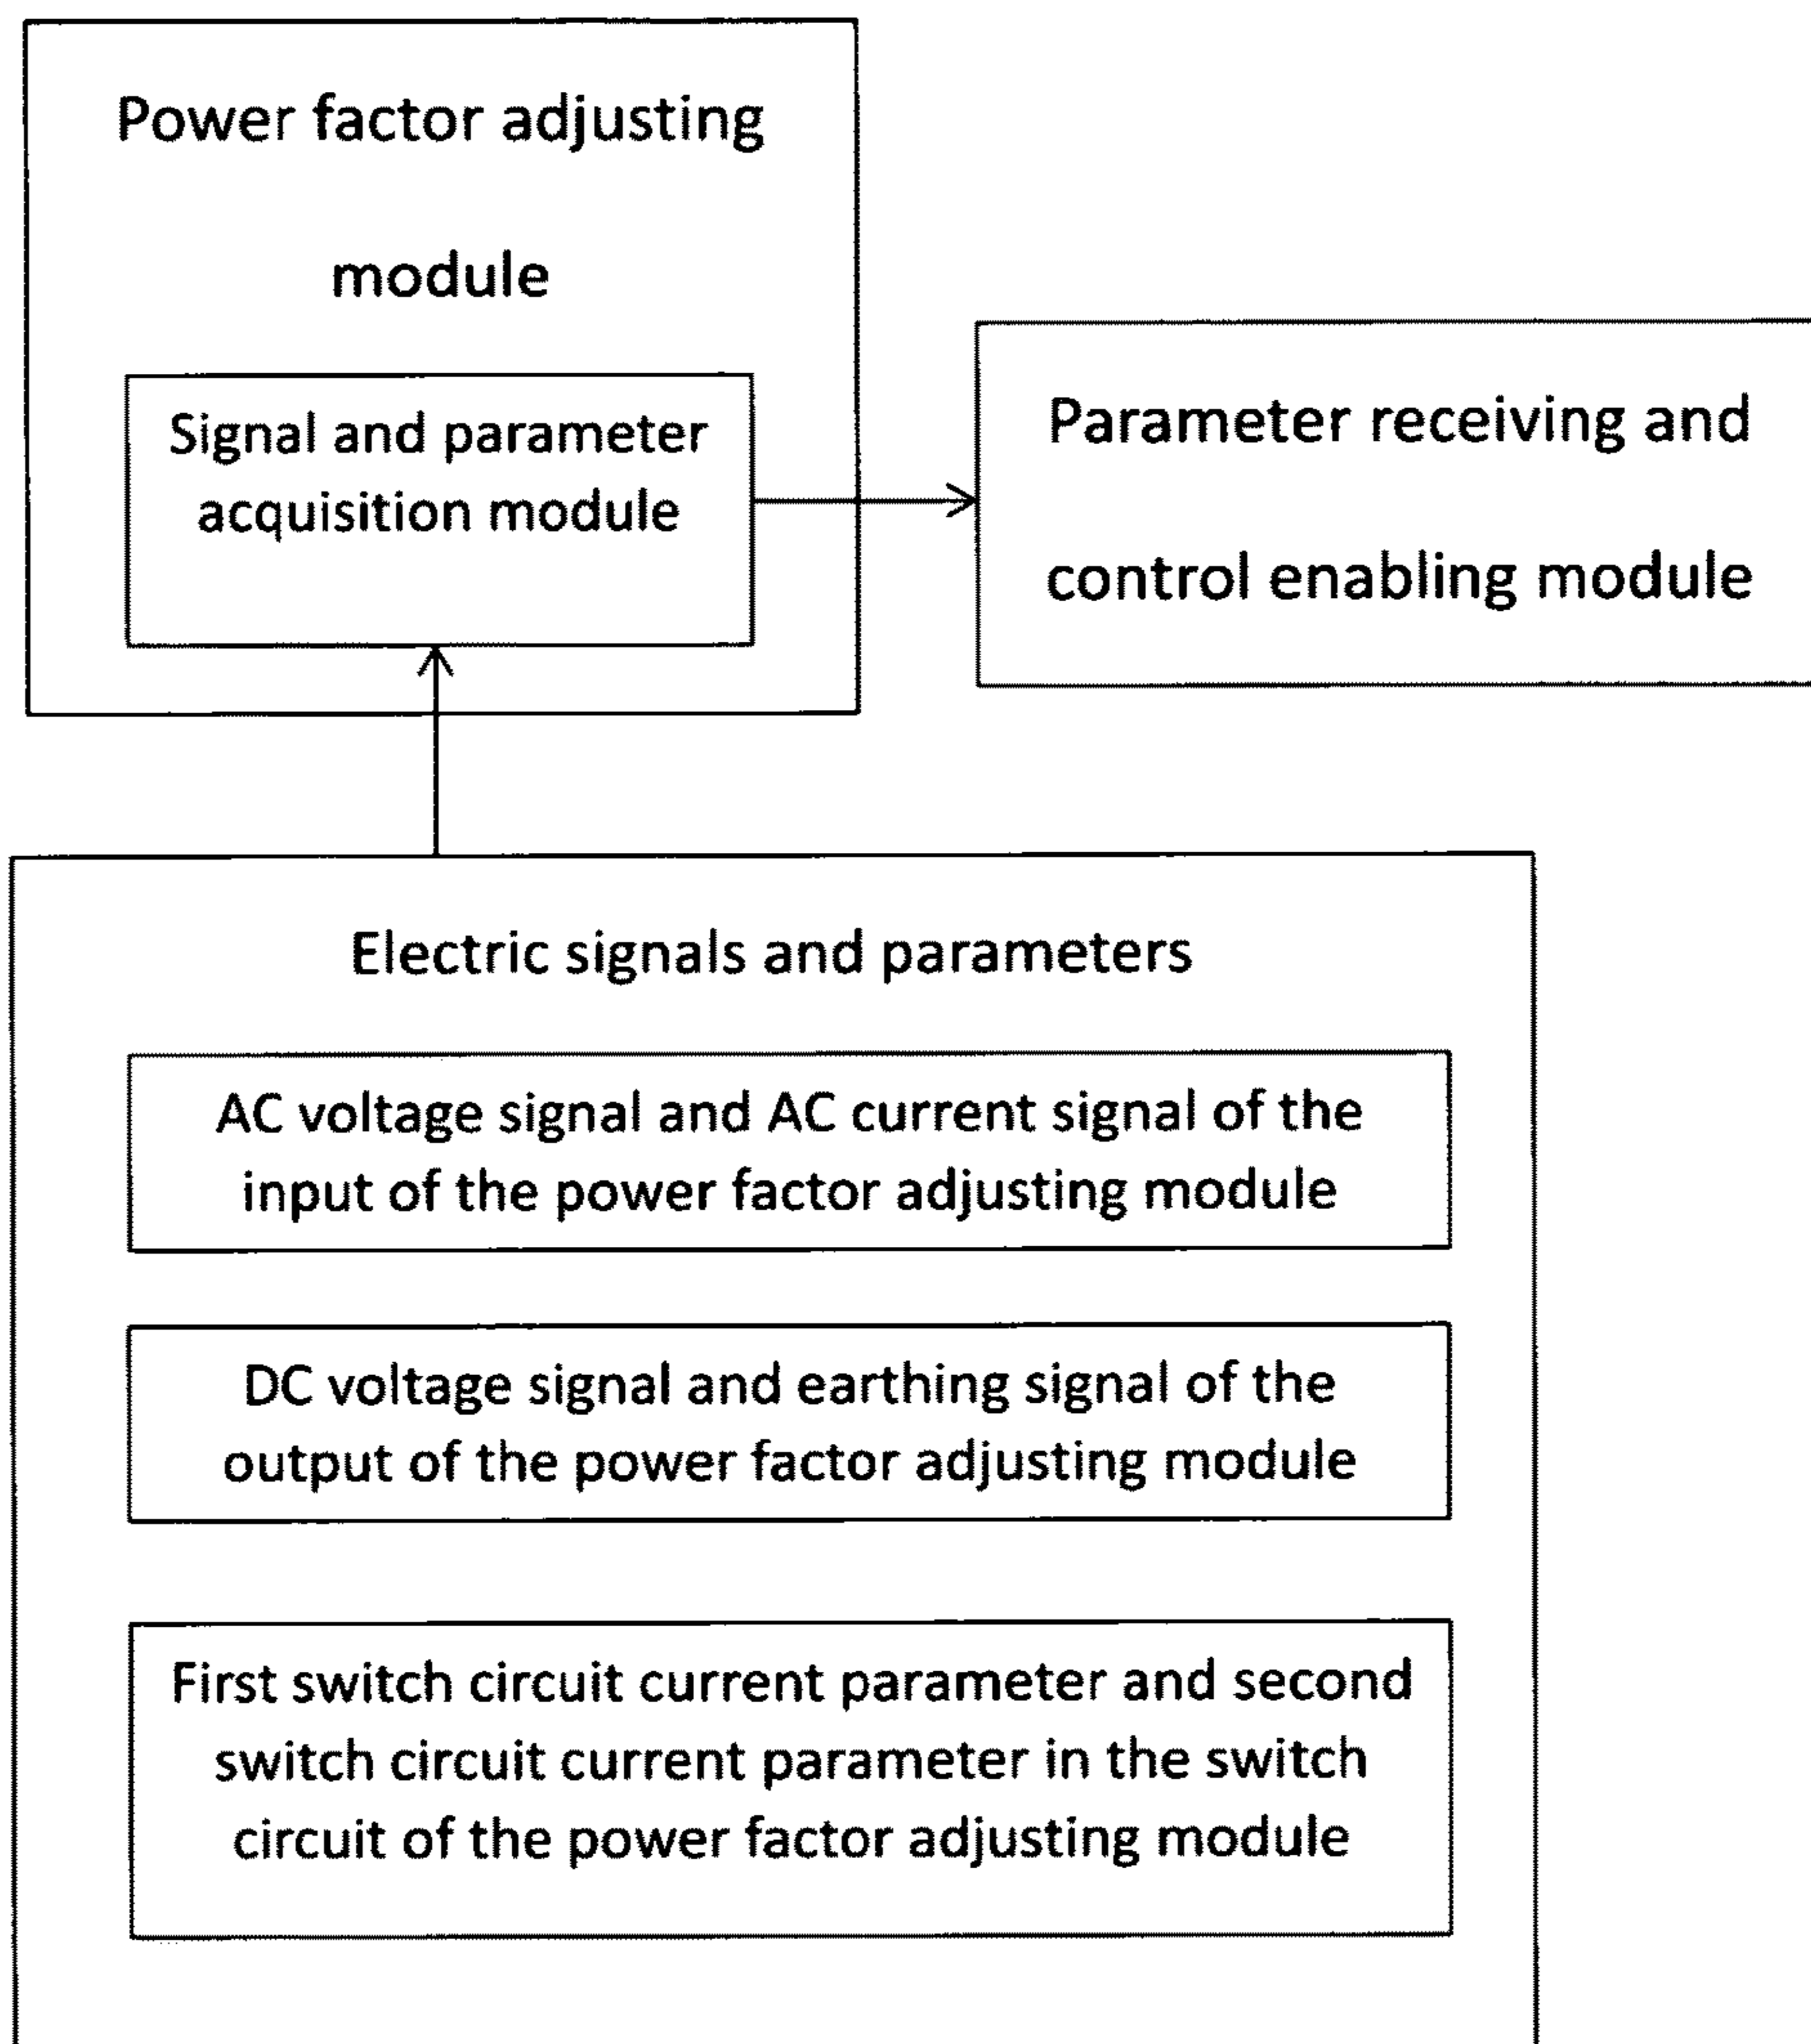 Power factor adjusting
module
Signal and parameter
acquisition module
Parameter receiving and
control enabling module
Electric signals and parameters
AC voltage signal and AC current signal of the
input of the power factor adjusting module
DC voltage signal and earthing signal of the
output of the power factor adjusting module
First switch circuit current parameter and second
switch circuit current parameter in the switch
circuit of the power factor adjusting module